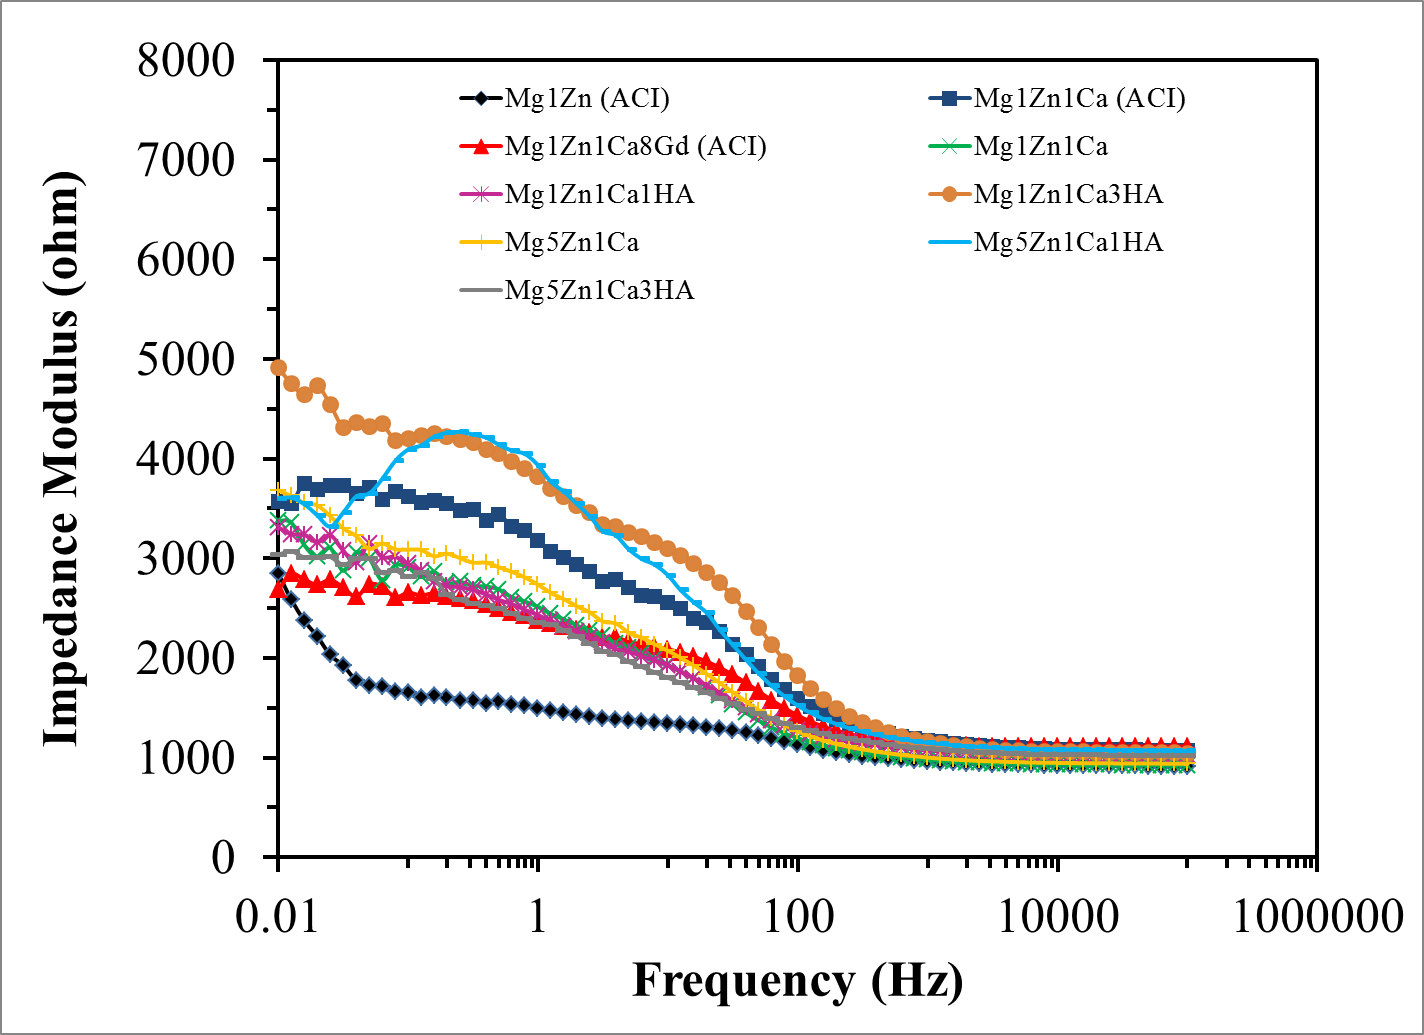 8000
7000
6000
5000
4000
3000
2000
1000
0
Impedance Modulus (ohm)
Mg1Zn (ACI) Mg1Zn1Ca (ACI)
Mg1Zn1Ca8Gd (ACI) Mg1Zn1Ca
Mg1Zn1Ca1HA Mg1Zn1Ca3HA
Mg5Zn1Ca Mg5Zn1Ca1HA
Mg5Zn1Ca3HA
0.01 1 100 10000 1000000
Frequency (Hz)